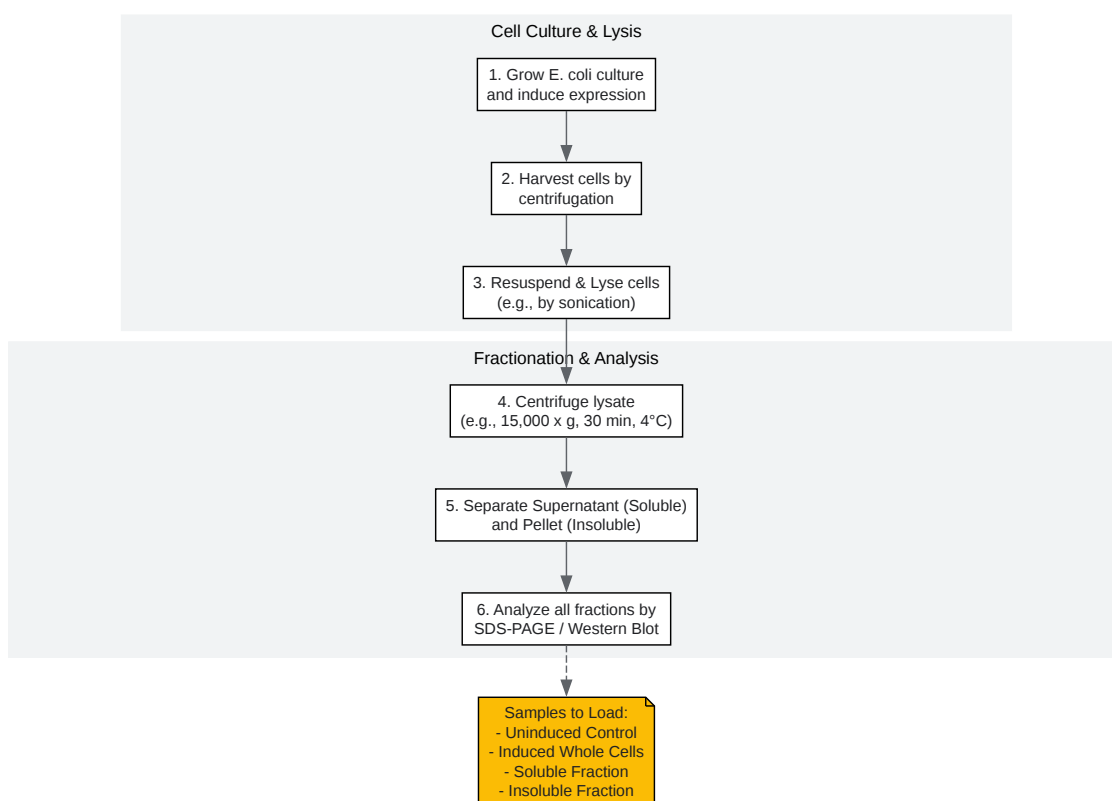 Cell Culture & Lysis
1. Grow E. coli culture
and induce expression
2. Harvest cells by
centrifugation
3. Resuspend & Lyse cells
(e.g., by sonication)
Fractionation & Analysis
4. Centrifuge lysate
(e.g., 15,000 x g, 30 min, 4°C)
5. Separate Supernatant (Soluble)
and Pellet (Insoluble)
6. Analyze all fractions by
SDS-PAGE / Western Blot
Samples to Load:
- Uninduced Control
- Induced Whole Cells
- Soluble Fraction
- Insoluble Fraction